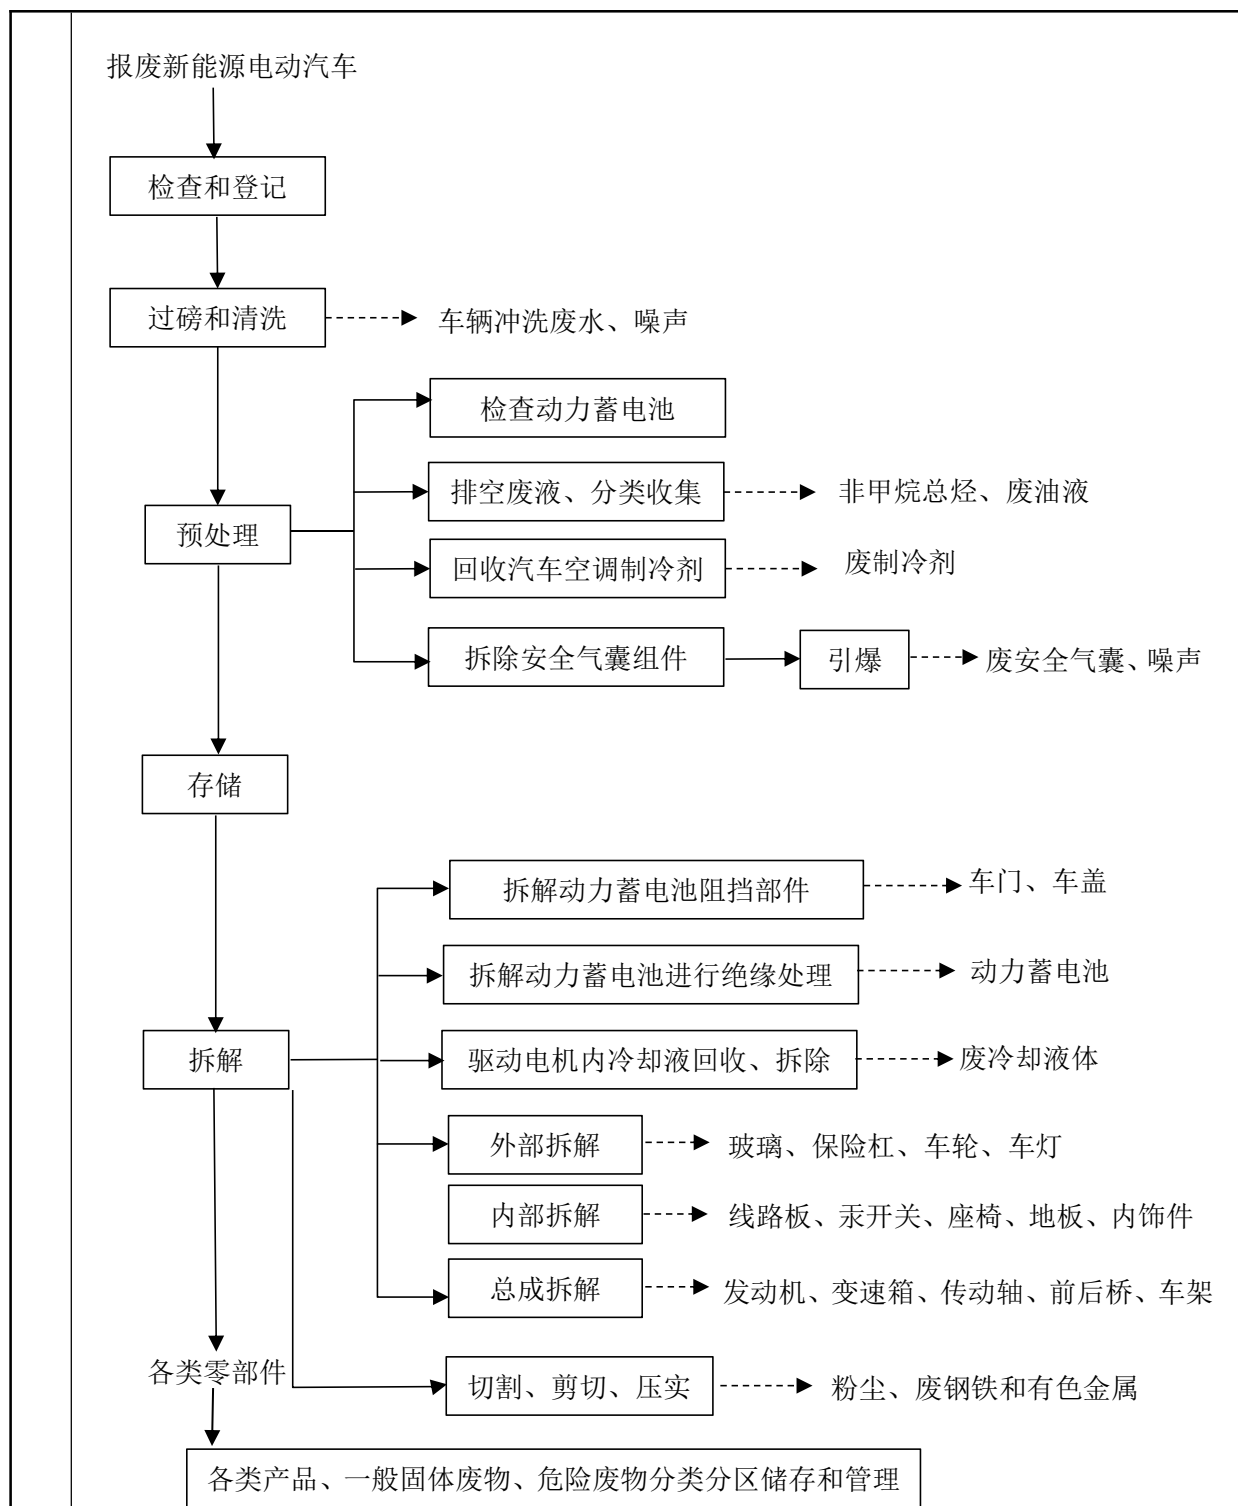 报废新能源电动汽车
检查和登记
过磅和清洗
车辆冲洗废水、噪声
检查动力蓄电池
排空废液、分类收集
非甲烷总烃、废油液
预处理
回收汽车空调制冷剂
废制冷剂
拆除安全气囊组件
引爆
废安全气囊、噪声
存储
拆解动力蓄电池阻挡部件
车门、车盖
拆解动力蓄电池进行绝缘处理
动力蓄电池
拆解
驱动电机内冷却液回收、拆除
废冷却液体
外部拆解
玻璃、保险杠、车轮、车灯
内部拆解
线路板、汞开关、座椅、地板、内饰件
总成拆解
发动机、变速箱、传动轴、前后桥、车架
各类零部件
切割、剪切、压实
粉尘、废钢铁和有色金属
各类产品、一般固体废物、危险废物分类分区储存和管理